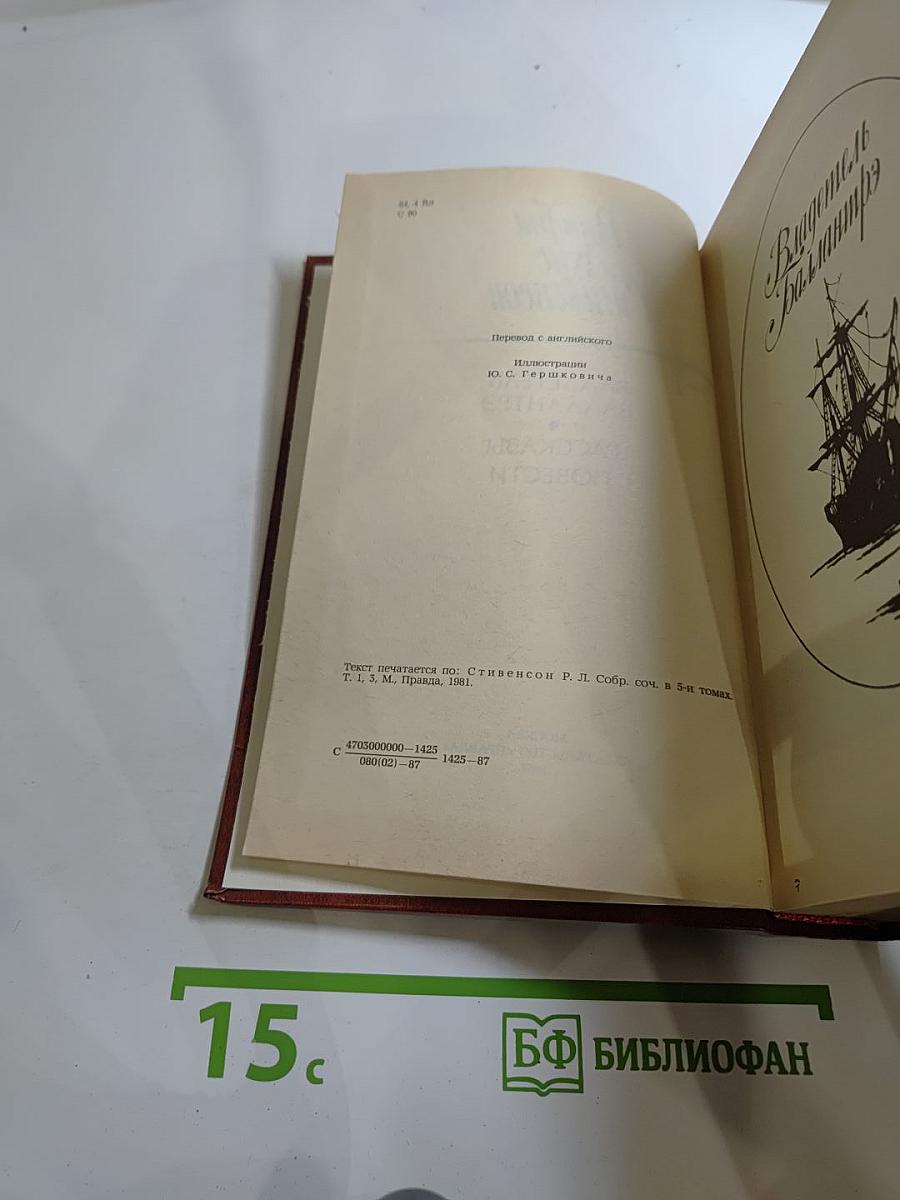 84. 4 Вл
С 80
Перевод с английского
Иллюстрации
Ю. С. Гершковича
Текст печатается по: Стивенсон Р. Л. Собр. соч. в 5-и томах.
Т. 1, 3, М., Правда, 1981.
С 4703000000—1425
080(02)—87 1425—87
Владетель
Баллантрэ
15 с
БФ БИБЛИОФАН